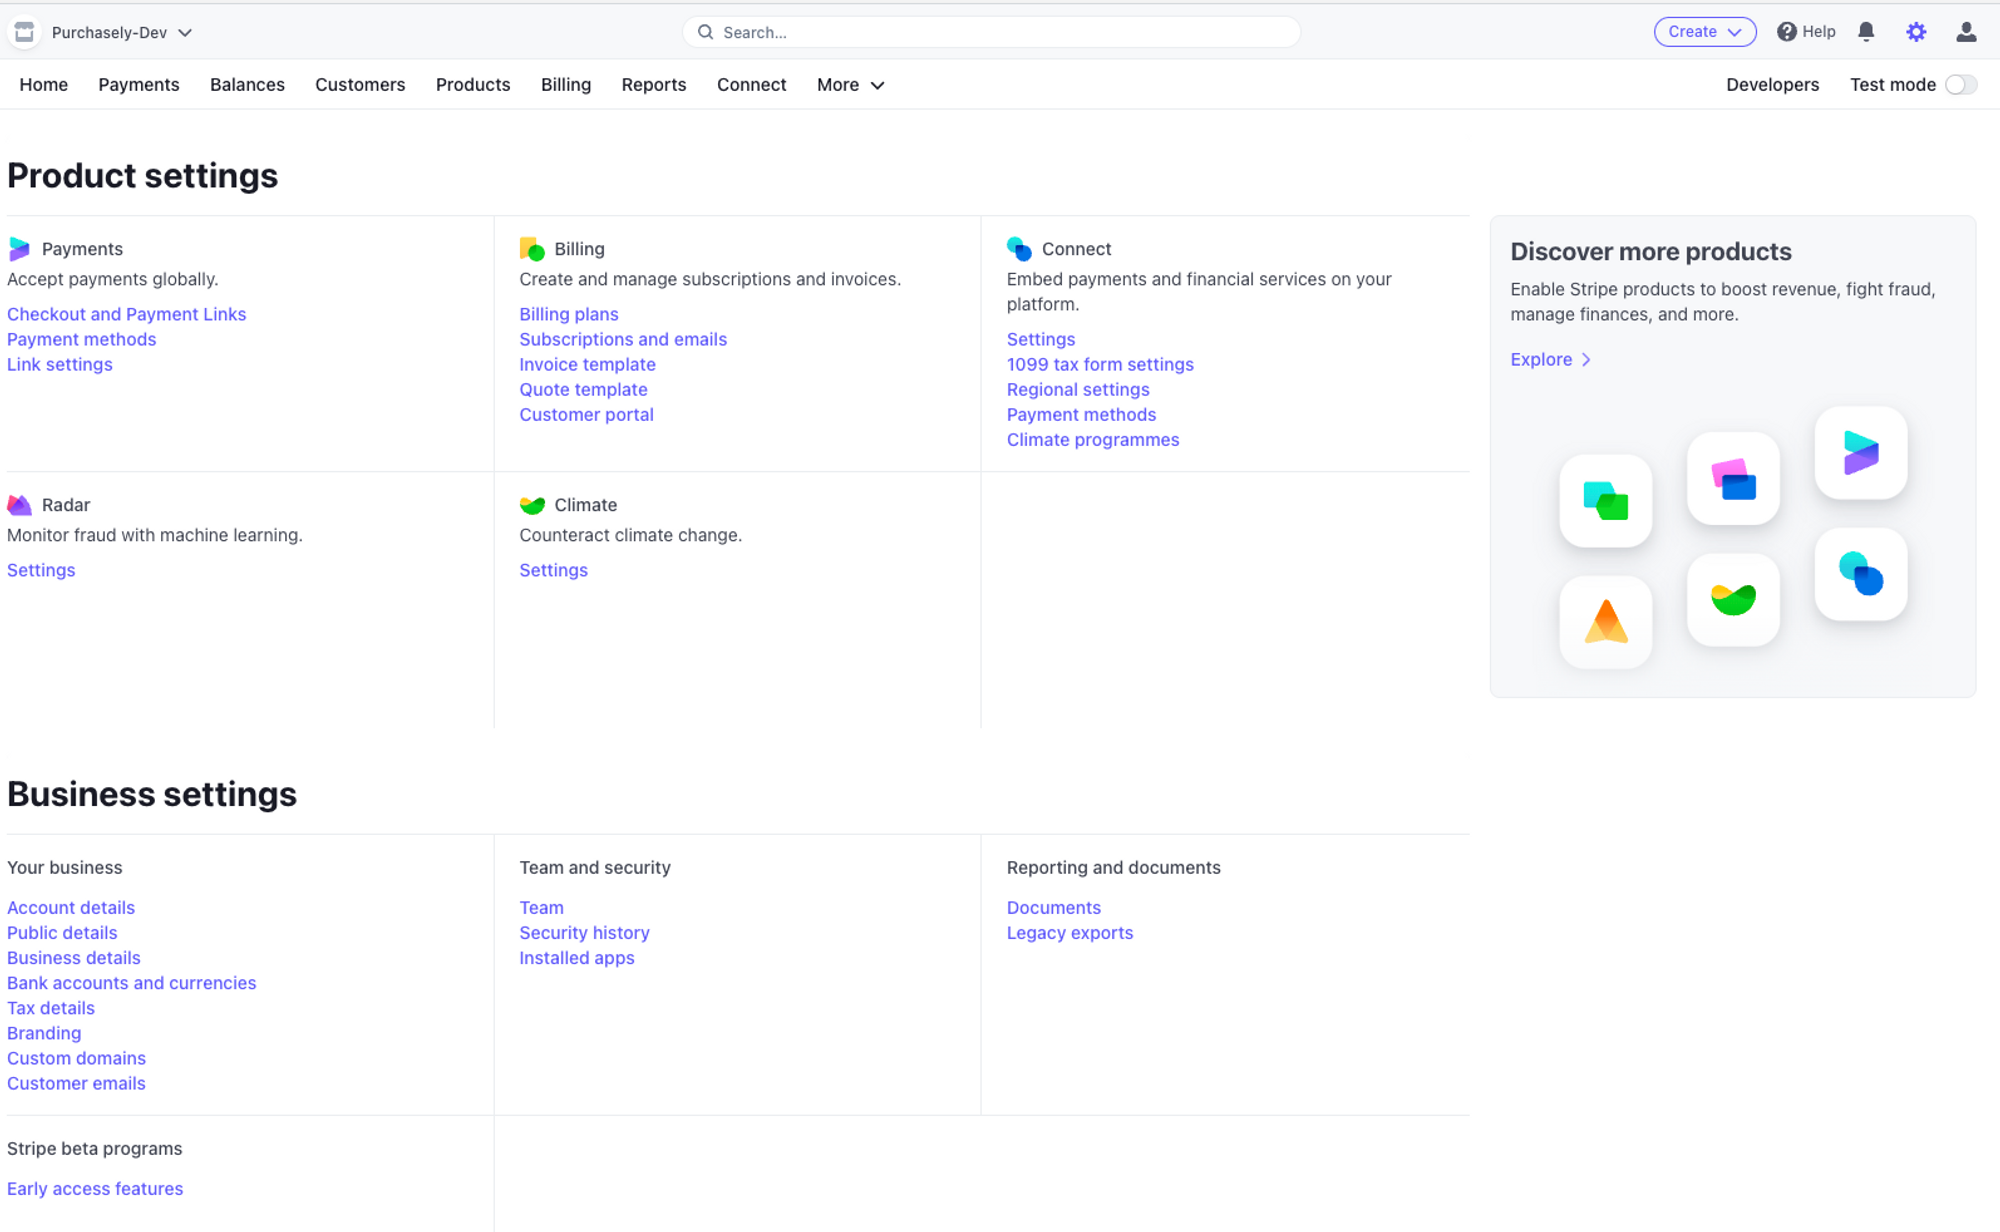 Purchasely-Dev
Search...
Create
Help
Home
Payments
Balances
Customers
Products
Billing
Reports
Connect
More
Developers
Test mode
Product settings
Payments
Accept payments globally.
Checkout and Payment Links
Payment methods
Link settings
Billing
Create and manage subscriptions and invoices.
Billing plans
Subscriptions and emails
Invoice template
Quote template
Customer portal
Connect
Embed payments and financial services on your
platform.
Settings
1099 tax form settings
Regional settings
Payment methods
Climate programmes
Discover more products
Enable Stripe products to boost revenue, fight fraud,
manage finances, and more.
Explore
Radar
Monitor fraud with machine learning.
Settings
Climate
Counteract climate change.
Settings
Business settings
Your business
Account details
Public details
Business details
Bank accounts and currencies
Tax details
Branding
Custom domains
Customer emails
Team and security
Team
Security history
Installed apps
Reporting and documents
Documents
Legacy exports
Stripe beta programs
Early access features